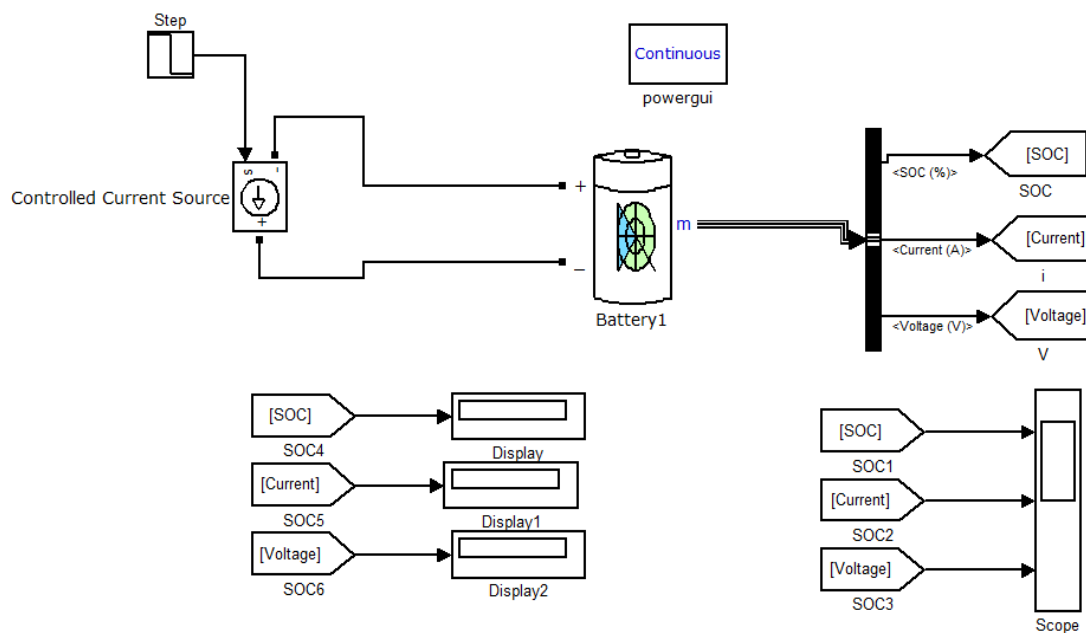 Step
Continuous
powergui
s
-
+
Controlled Current Source
+
−
m
Battery1
<SOC (%)>
[SOC]
SOC
<Current (A)>
[Current]
i
<Voltage (V)>
[Voltage]
V
[SOC]
SOC4
Display
[Current]
SOC5
Display1
[Voltage]
SOC6
Display2
[SOC]
SOC1
[Current]
SOC2
[Voltage]
SOC3
Scope